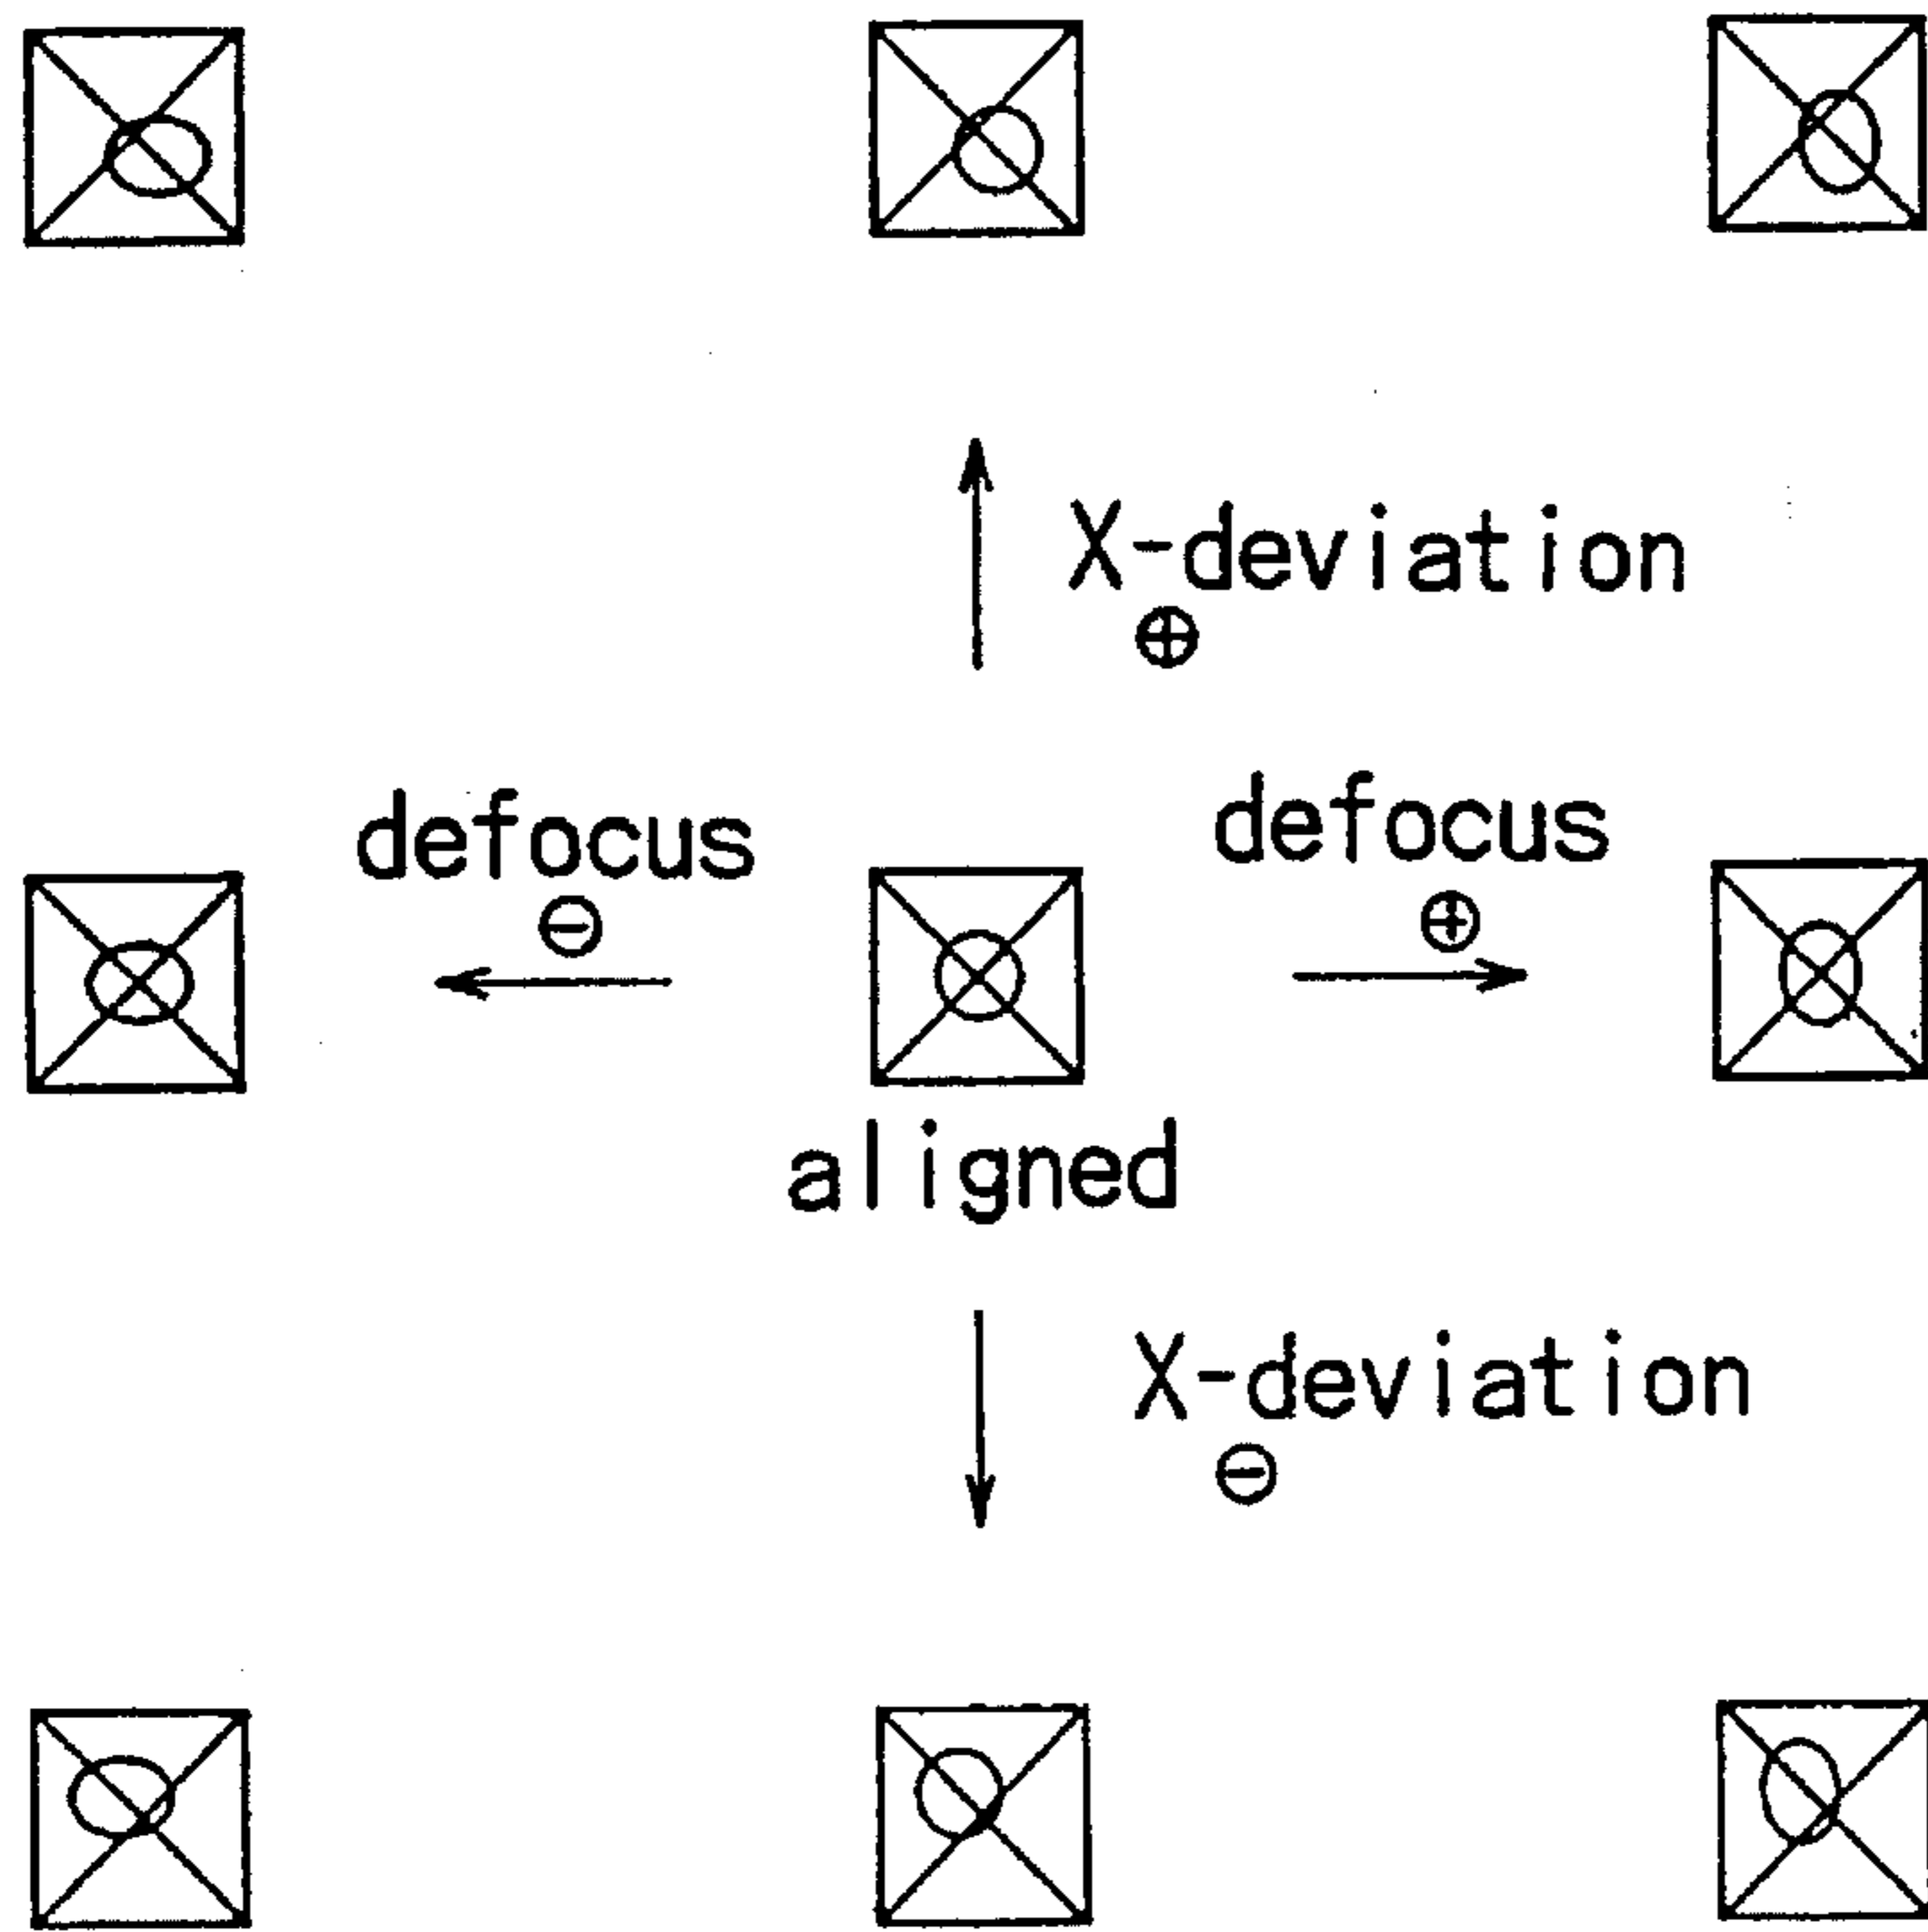 X-deviation
⊕
defocus
⊖
defocus
⊕
aligned
X-deviation
⊖